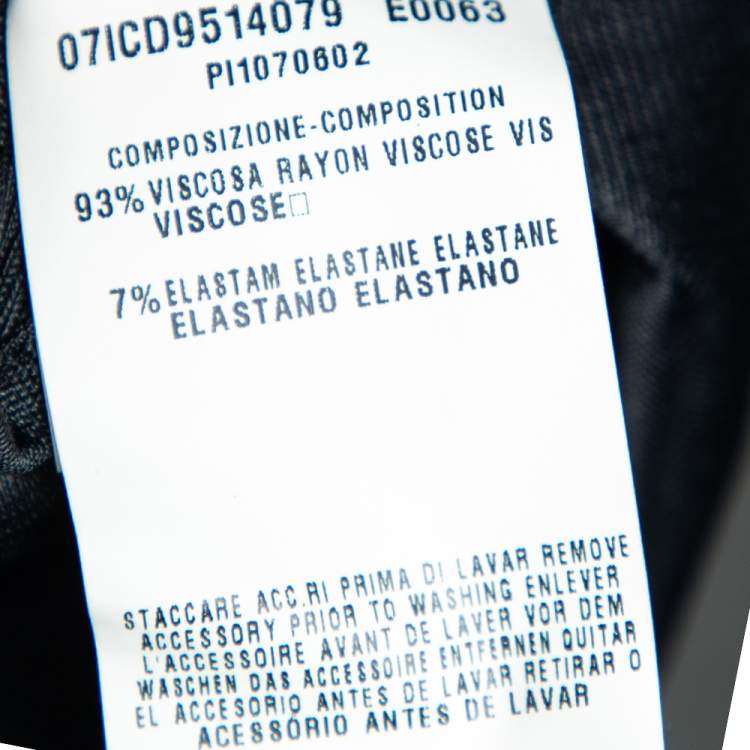 07ICD9514079 E0063
PI1070602
COMPOSIZIONE-COMPOSITION
93% VISCOSA RAYON VISCOSE VIS
VISCOSE
7% ELASTAM ELASTANE ELASTANE
ELASTANO ELASTANO
STACCARE ACC.RI PRIMA DI LAVAR REMOVE
ACCESSORY PRIOR TO WASHING ENLEVER
L'ACCESSOIRE AVANT DE LAVER VOR DEM
WASCHEN DAS ACCESSOIRE ENTFERNEN QUITAR
EL ACCESORIO ANTES DE LAVAR RETIRAR O
ACESSÓRIO ANTES DE LAVAR